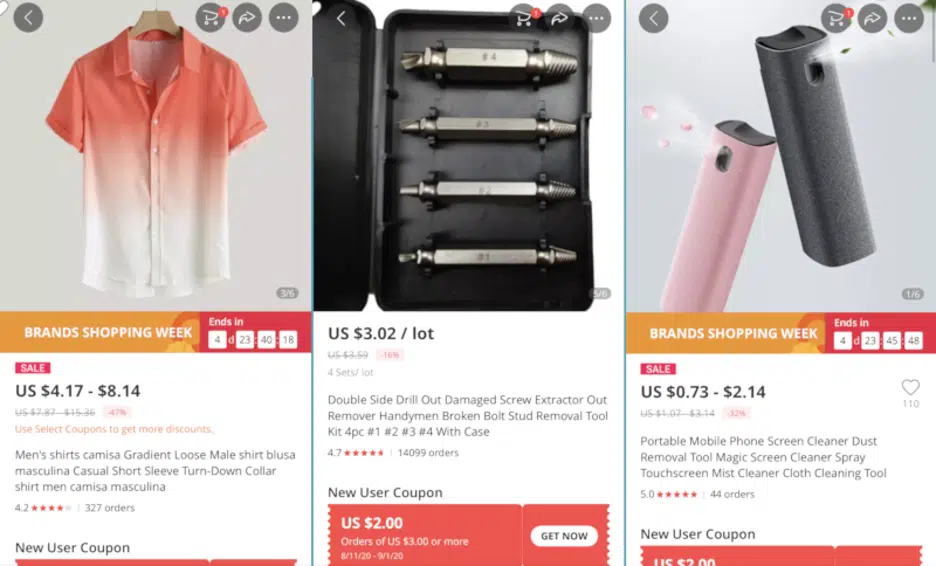 3/6
BRANDS SHOPPING WEEK
Ends in
4 d 23 : 40 : 18
SALE
US $4.17 - $8.14
US $7.87 - $15.36 -47%
Use Select Coupons to get more discounts.
Men's shirts camisa Gradient Loose Male shirt blusa
masculina Casual Short Sleeve Turn-Down Collar
shirt men camisa masculina
4.2 ★★★★★ | 327 orders
New User Coupon
1
#4
#3
#2
#1
5/6
US $3.02 / lot
US $3.59 -16%
4 Sets/ lot
Double Side Drill Out Damaged Screw Extractor Out
Remover Handymen Broken Bolt Stud Removal Tool
Kit 4pc #1 #2 #3 #4 With Case
4.7 ★★★★★ | 14099 orders
New User Coupon
US $2.00
Orders of US $3.00 or more
8/11/20 - 9/1/20
GET NOW
1
1/6
BRANDS SHOPPING WEEK
Ends in
4 d 23 : 45 : 48
SALE
US $0.73 - $2.14
US $1.07 - $3.14 -32%
110
Portable Mobile Phone Screen Cleaner Dust
Removal Tool Magic Screen Cleaner Spray
Touchscreen Mist Cleaner Cloth Cleaning Tool
5.0 ★★★★★ | 44 orders
New User Coupon
US $2.00
1